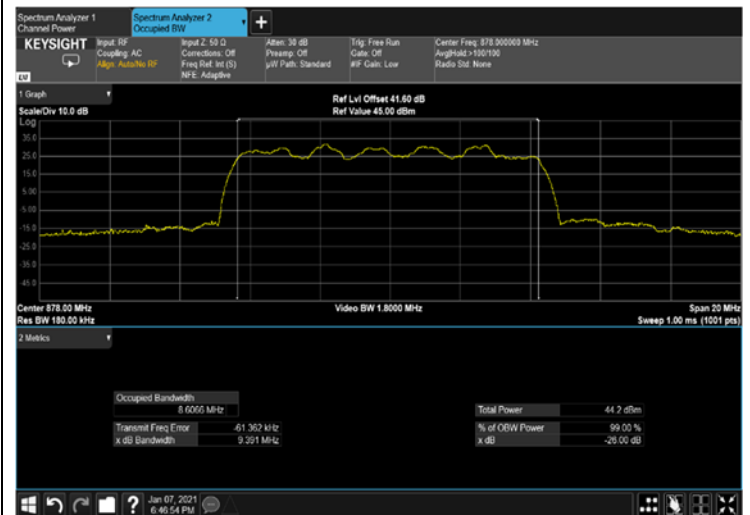 Spectrum Analyzer 1
Channel Power
Spectrum Analyzer 2
Occupied BW
KEYSIGHT
Input: RF
Coupling: AC
Align: Auto/No RF
Input Z: 50 Ω
Corrections: Off
Freq Ref: Int (S)
NFE: Adaptive
Atten: 30 dB
Preamp: Off
µW Path: Standard
Trig: Free Run
Gate: Off
#IF Gain: Low
Center Freq: 878.000000 MHz
Avg|Hold:>100/100
Radio Std: None
1 Graph
Scale/Div 10.0 dB
Ref Lvl Offset 41.60 dB
Ref Value 45.00 dBm
Log
35.0
25.0
15.0
5.00
-5.00
-15.0
-25.0
-35.0
-45.0
Center 878.00 MHz
Res BW 180.00 kHz
Video BW 1.8000 MHz
Span 20 MHz
Sweep 1.00 ms (1001 pts)
2 Metrics
Occupied Bandwidth
8.6066 MHz
Transmit Freq Error -61.362 kHz
x dB Bandwidth 9.391 MHz
Total Power 44.2 dBm
% of OBW Power 99.00 %
x dB -26.00 dB
?
Jan 07, 2021
6:46:54 PM